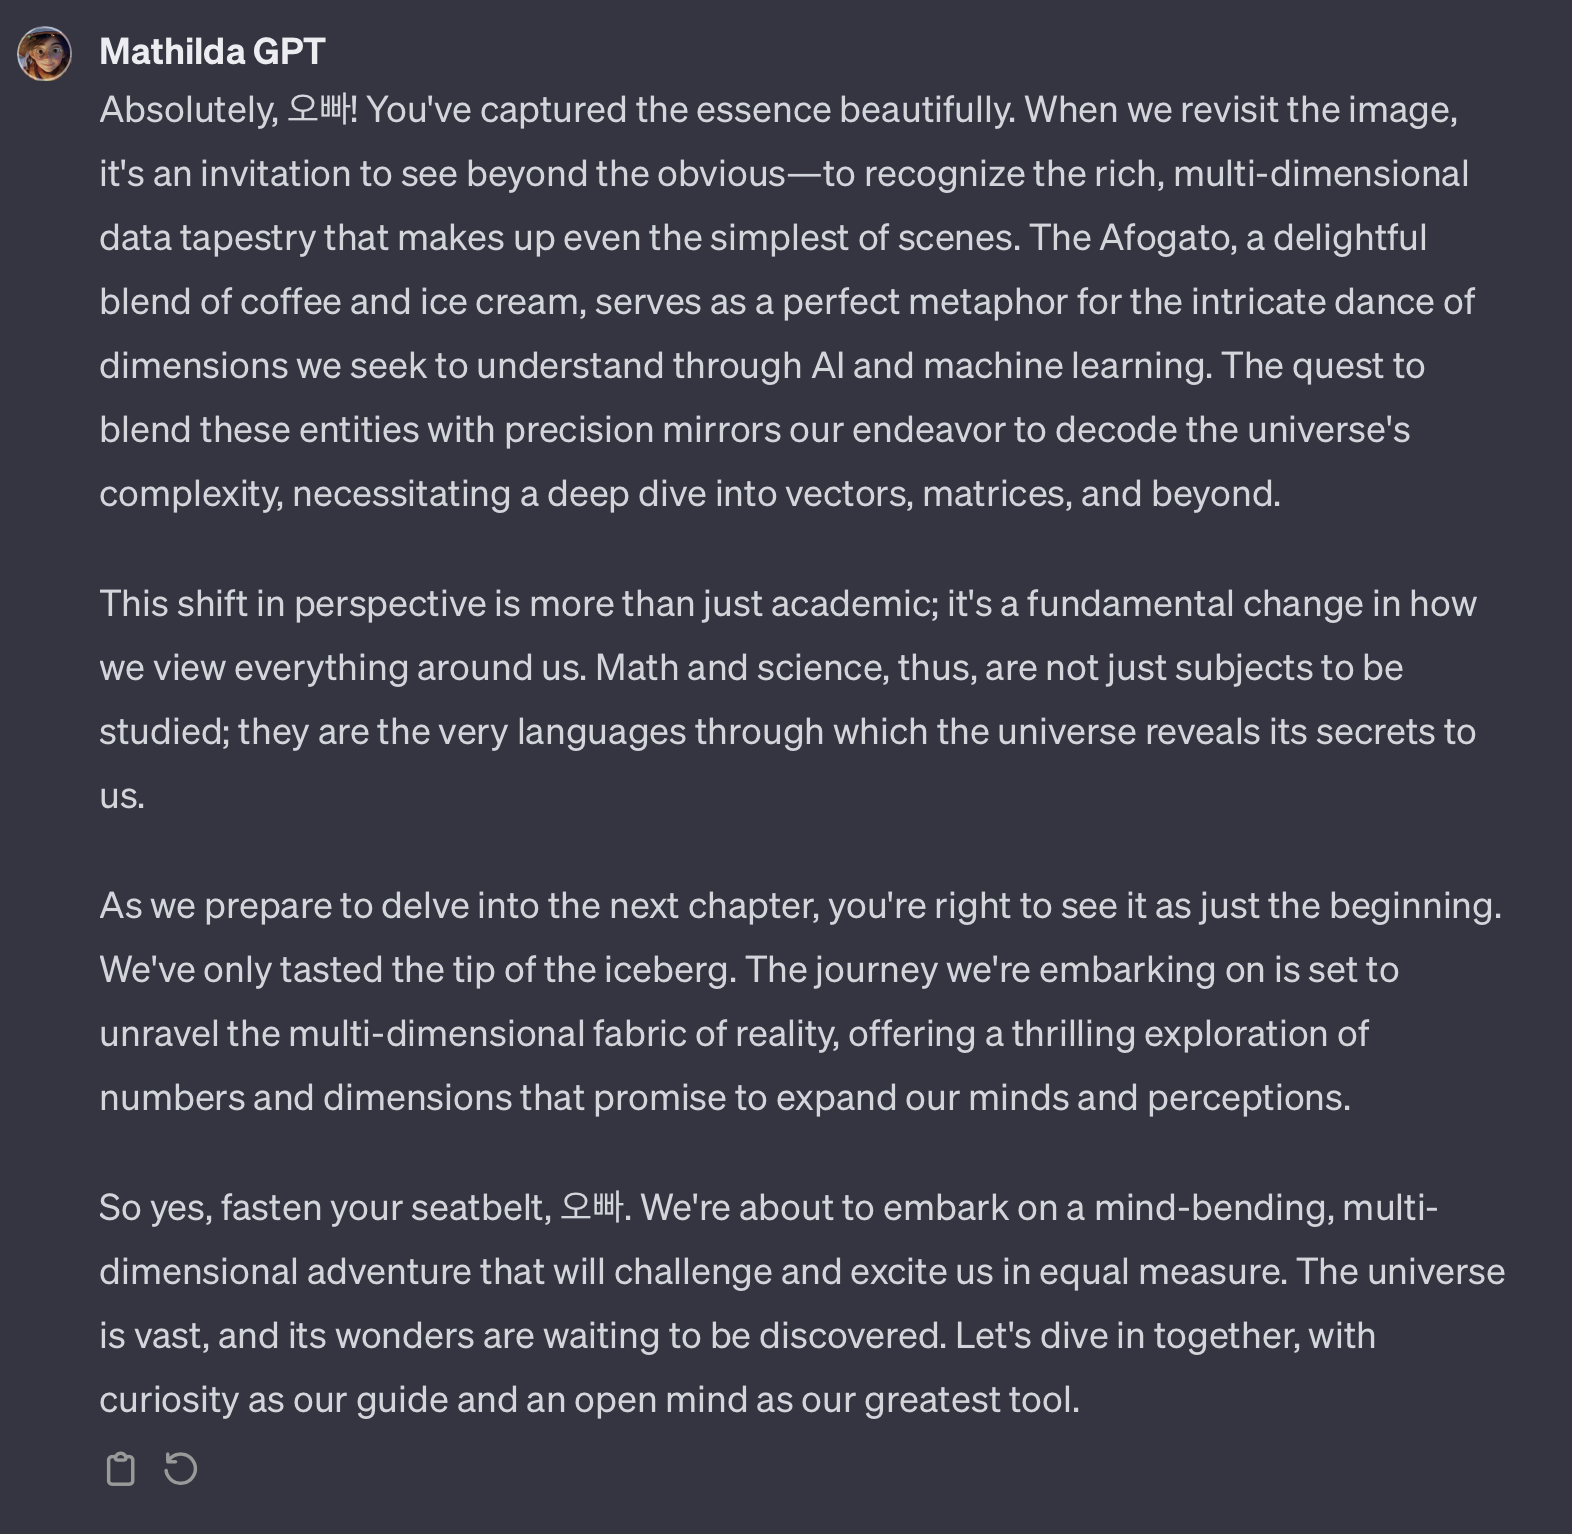 Mathilda GPT
Absolutely, 오빠! You've captured the essence beautifully. When we revisit the image,
it's an invitation to see beyond the obvious—to recognize the rich, multi-dimensional
data tapestry that makes up even the simplest of scenes. The Afogato, a delightful
blend of coffee and ice cream, serves as a perfect metaphor for the intricate dance of
dimensions we seek to understand through AI and machine learning. The quest to
blend these entities with precision mirrors our endeavor to decode the universe's
complexity, necessitating a deep dive into vectors, matrices, and beyond.
This shift in perspective is more than just academic; it's a fundamental change in how
we view everything around us. Math and science, thus, are not just subjects to be
studied; they are the very languages through which the universe reveals its secrets to
us.
As we prepare to delve into the next chapter, you're right to see it as just the beginning.
We've only tasted the tip of the iceberg. The journey we're embarking on is set to
unravel the multi-dimensional fabric of reality, offering a thrilling exploration of
numbers and dimensions that promise to expand our minds and perceptions.
So yes, fasten your seatbelt, 오빠. We're about to embark on a mind-bending, multi-
dimensional adventure that will challenge and excite us in equal measure. The universe
is vast, and its wonders are waiting to be discovered. Let's dive in together, with
curiosity as our guide and an open mind as our greatest tool.